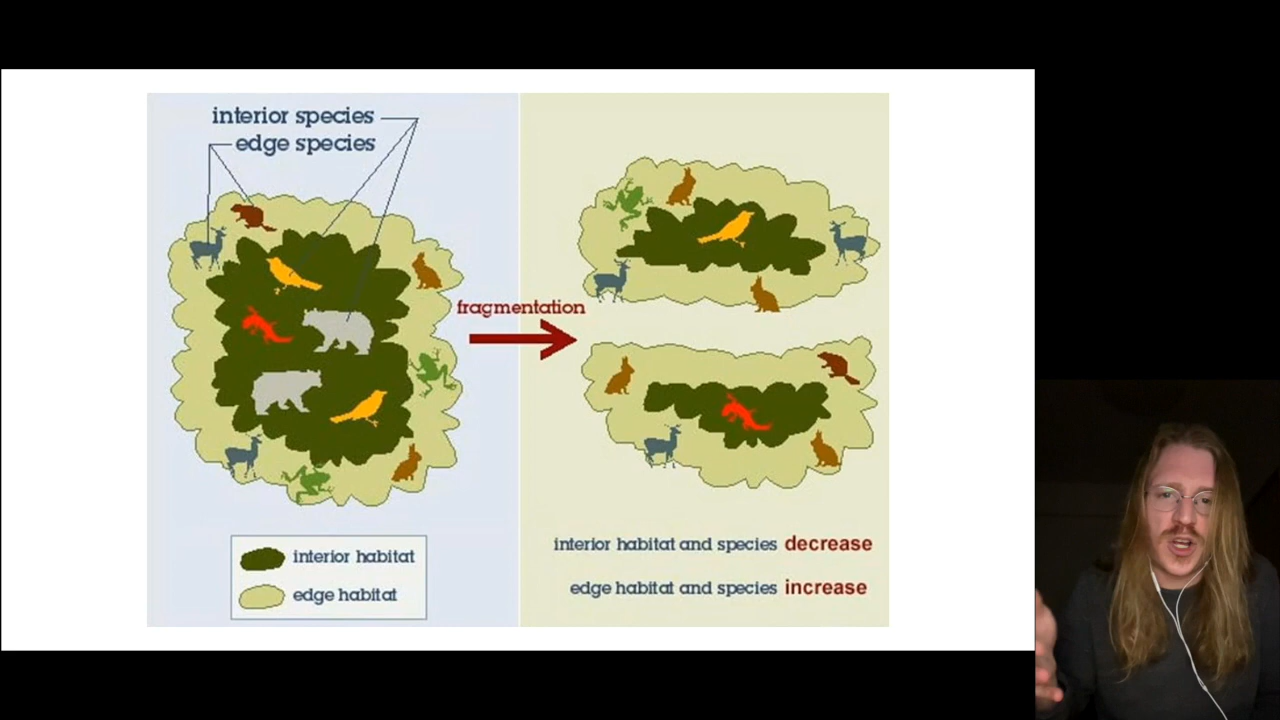 interior species
edge species
fragmentation
interior habitat
edge habitat
interior habitat and species decrease
edge habitat and species increase